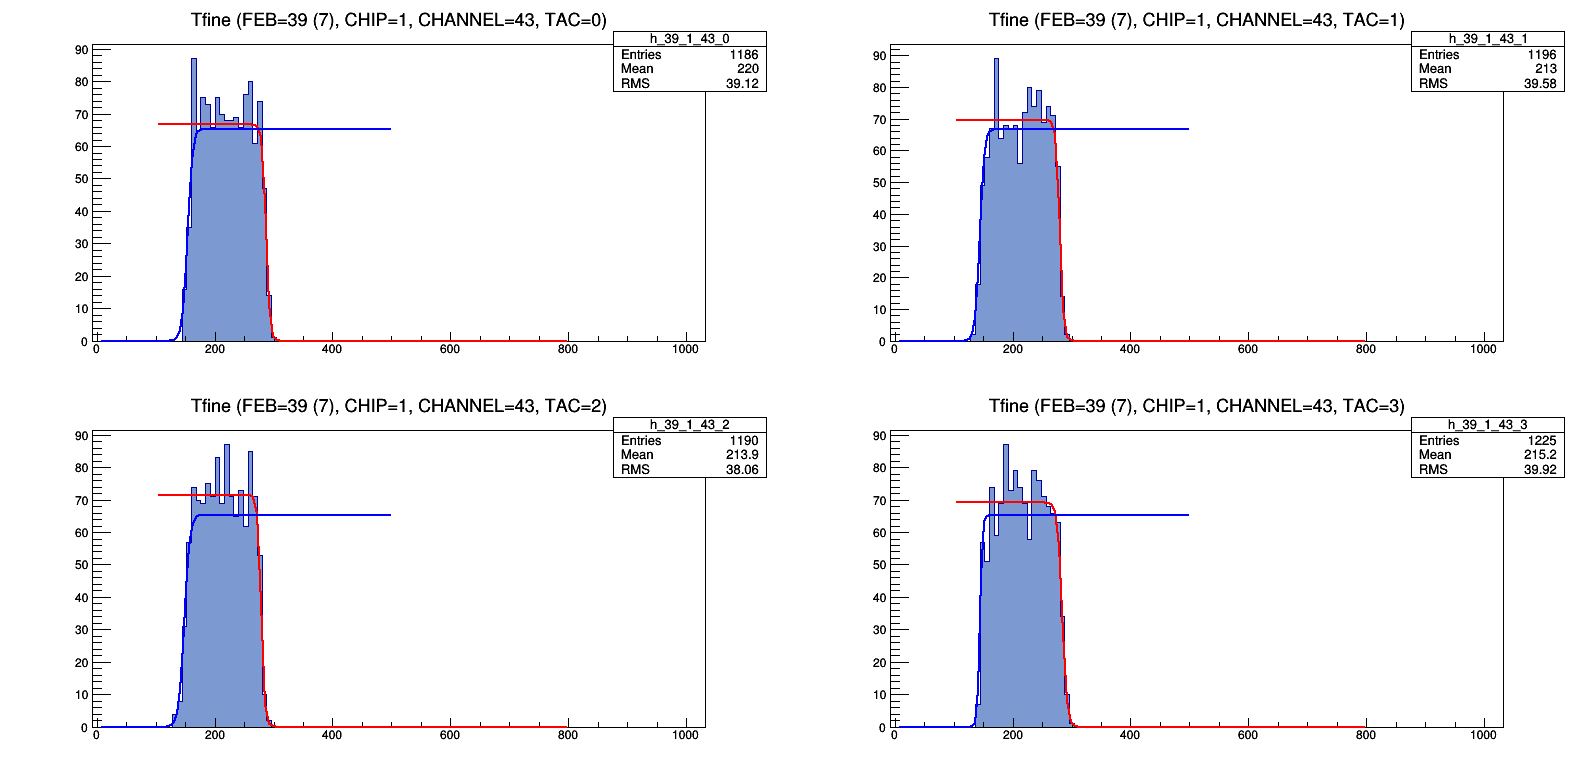 Tfine (FEB=39 (7), CHIP=1, CHANNEL=43, TAC=0)
h_39_1_43_0
Entries 1186
Mean 220
RMS 39.12
90
80
70
60
50
40
30
20
10
0
0 200 400 600 800 1000
Tfine (FEB=39 (7), CHIP=1, CHANNEL=43, TAC=1)
h_39_1_43_1
Entries 1196
Mean 213
RMS 39.58
90
80
70
60
50
40
30
20
10
0
0 200 400 600 800 1000
Tfine (FEB=39 (7), CHIP=1, CHANNEL=43, TAC=2)
h_39_1_43_2
Entries 1190
Mean 213.9
RMS 38.06
90
80
70
60
50
40
30
20
10
0
0 200 400 600 800 1000
Tfine (FEB=39 (7), CHIP=1, CHANNEL=43, TAC=3)
h_39_1_43_3
Entries 1225
Mean 215.2
RMS 39.92
90
80
70
60
50
40
30
20
10
0
0 200 400 600 800 1000